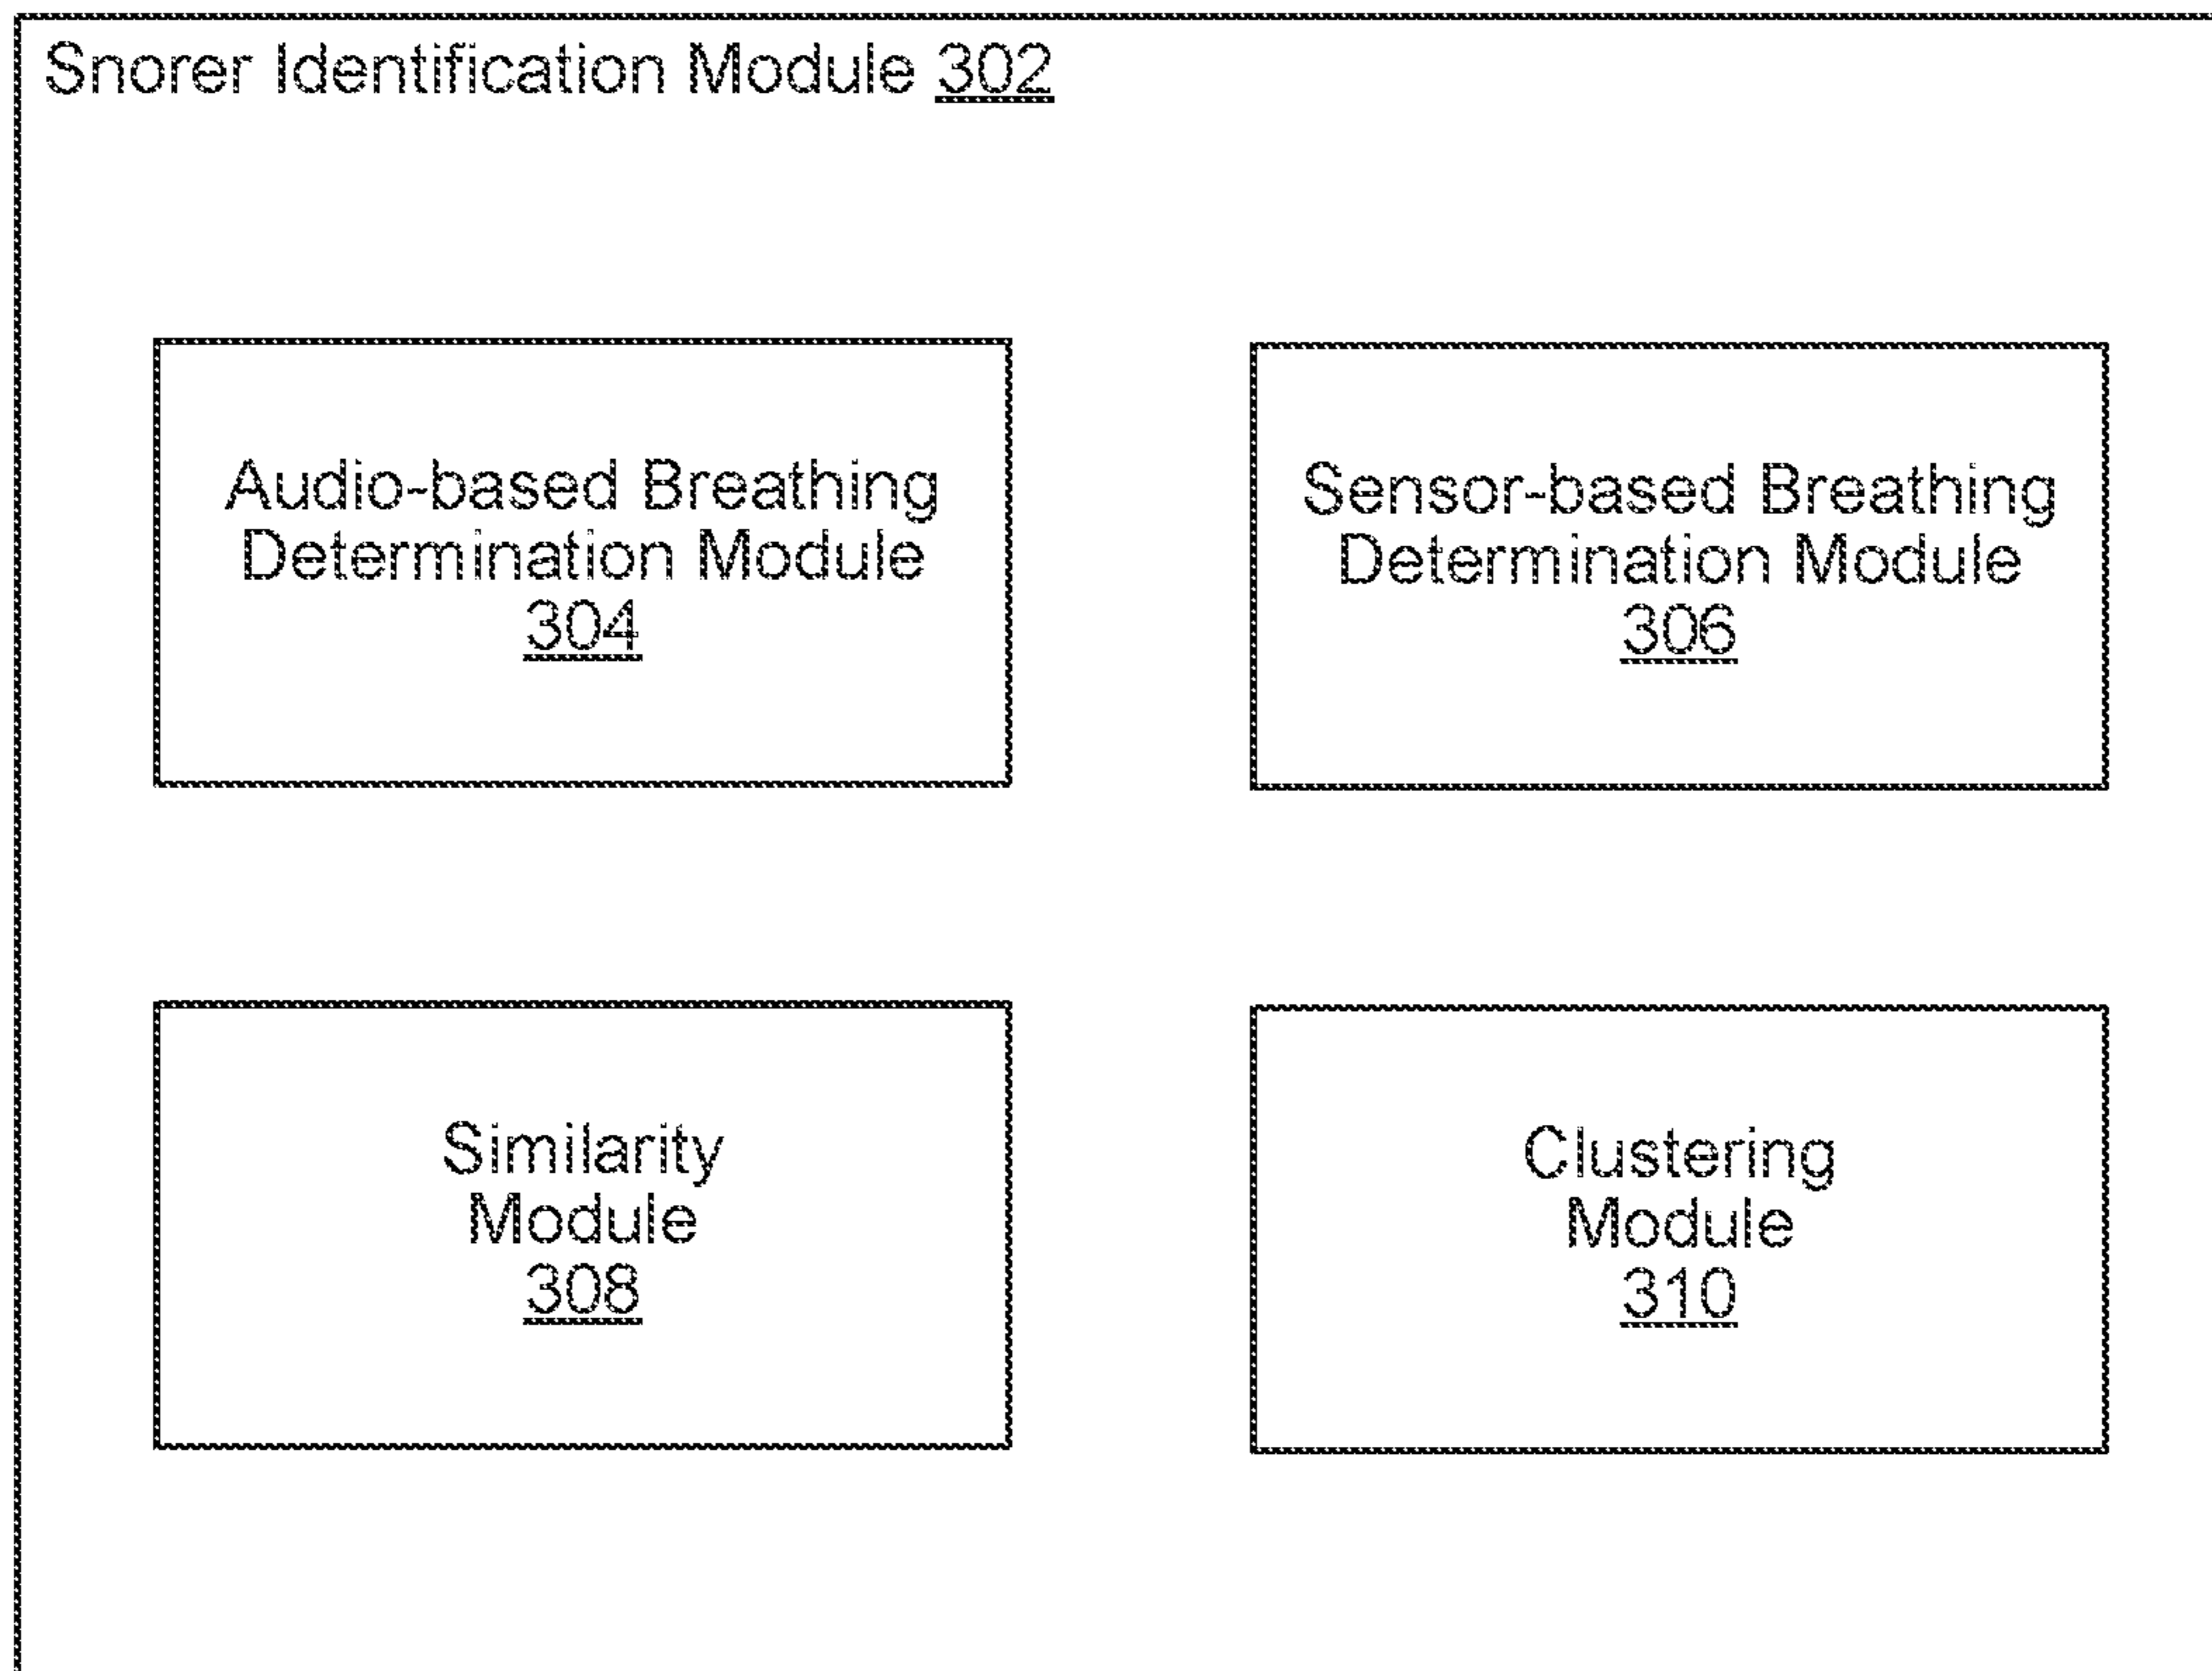 Snorer Identification Module 302
Audio-based Breathing
Determination Module
304
Sensor-based Breathing
Determination Module
306
Similarity
Module
308
Clustering
Module
310